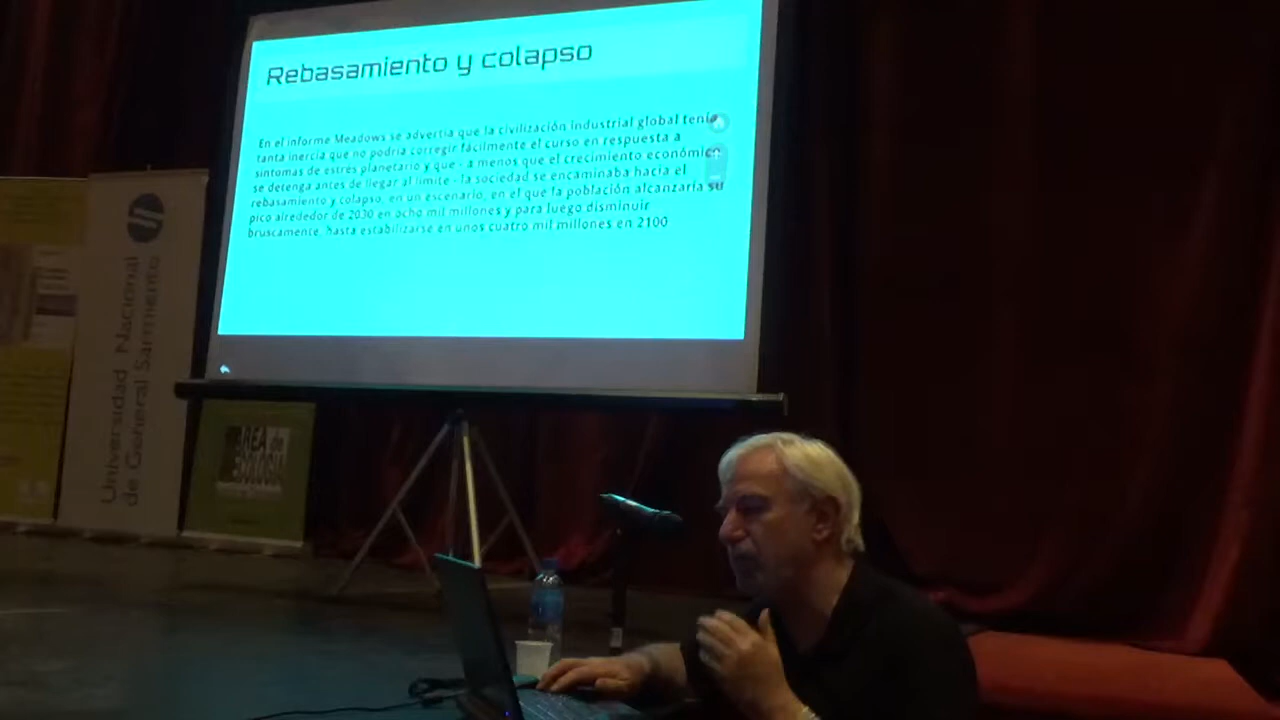 Rebasamiento y colapso
En el informe Meadows se advertía que la civilización industrial global tenía
tanta inercia que no podría corregir fácilmente el curso en respuesta a
síntomas de estrés planetario y que - a menos que el crecimiento económico
se detenga antes de llegar al límite - la sociedad se encaminaba hacia el
rebasamiento y colapso, en un escenario, en el que la población alcanzaría su
pico alrededor de 2030 en ocho mil millones y para luego disminuir
bruscamente, hasta estabilizarse en unos cuatro mil millones en 2100
Universidad Nacional
de General Sarmiento
REA de